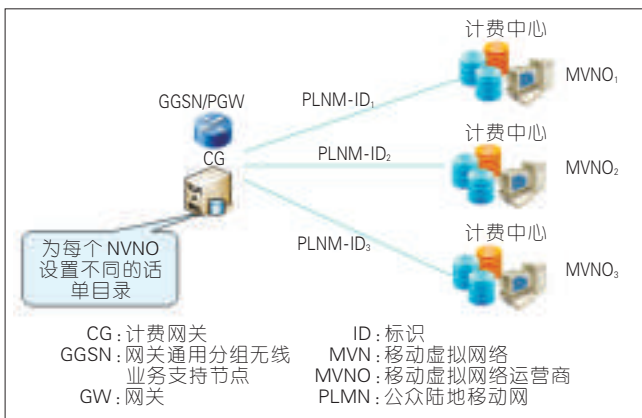 计费中心
MVNO₁
PLNM-ID₁
GGSN/PGW
计费中心
CG
PLNM-ID₂
MVNO₂
计费中心
PLNM-ID₃
MVNO₃
为每个 NVNO
设置不同的话
单目录
CG:计费网关
GGSN:网关通用分组无线
业务支持节点
GW:网关
ID:标识
MVN:移动虚拟网络
MVNO:移动虚拟网络运营商
PLMN:公众陆地移动网